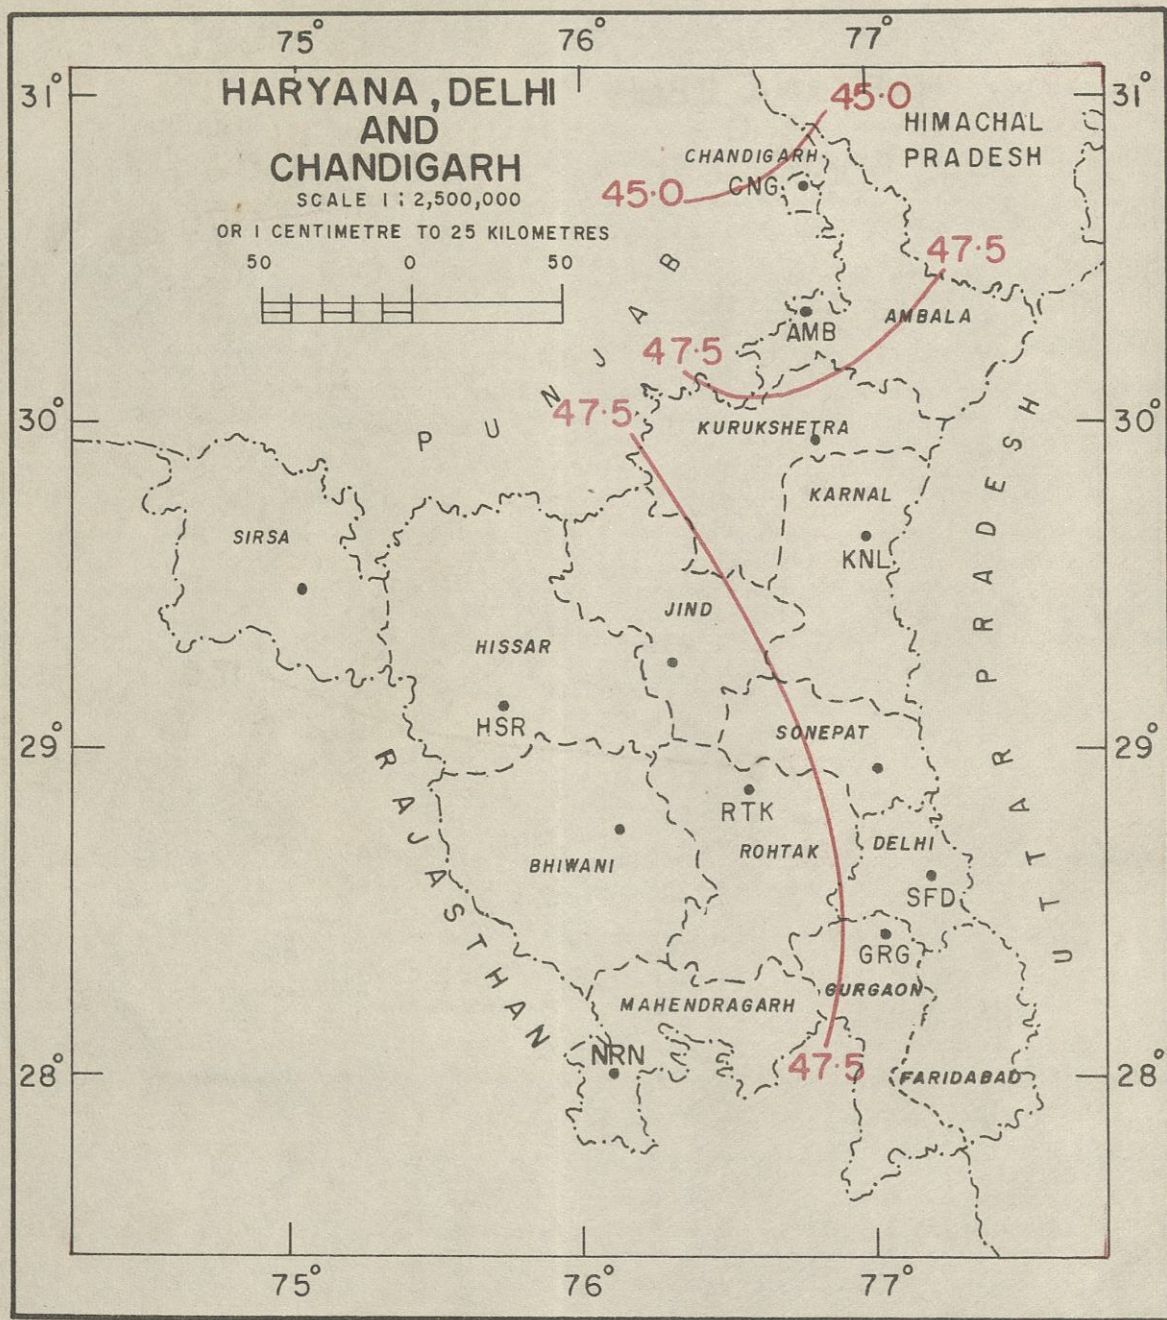 75° 76° 77°
31° 31°
HARYANA, DELHI
AND
CHANDIGARH
SCALE 1 : 2,500,000
OR 1 CENTIMETRE TO 25 KILOMETRES
50 0 50
45·0
HIMACHAL
PRADESH
CHANDIGARH
CNG
45·0
47·5
AMBALA
AMB
47·5
47·5
PUNJAB
30° 30°
KURUKSHETRA
KARNAL
KNL
SIRSA
JIND
HISSAR
HSR
UTTAR PRADESH
29° 29°
SONEPAT
RAJASTHAN
RTK
ROHTAK
DELHI
BHIWANI
SFD
GRG
GURGAON
MAHENDRAGARH
NRN
47·5
FARIDABAD
28° 28°
75° 76° 77°